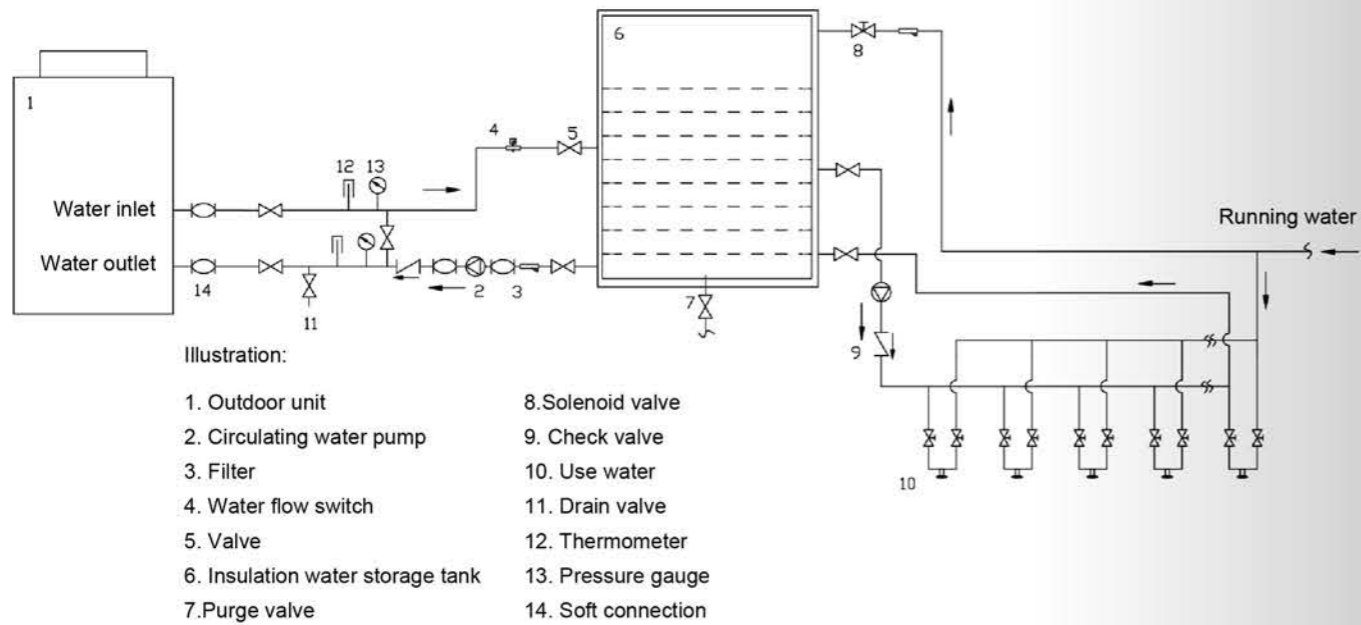 6
8
1
4
5
12
13
Water inlet
Running water
Water outlet
14
2
3
7
11
9
10
Illustration:
1. Outdoor unit
2. Circulating water pump
3. Filter
4. Water flow switch
5. Valve
6. Insulation water storage tank
7.Purge valve
8.Solenoid valve
9. Check valve
10. Use water
11. Drain valve
12. Thermometer
13. Pressure gauge
14. Soft connection